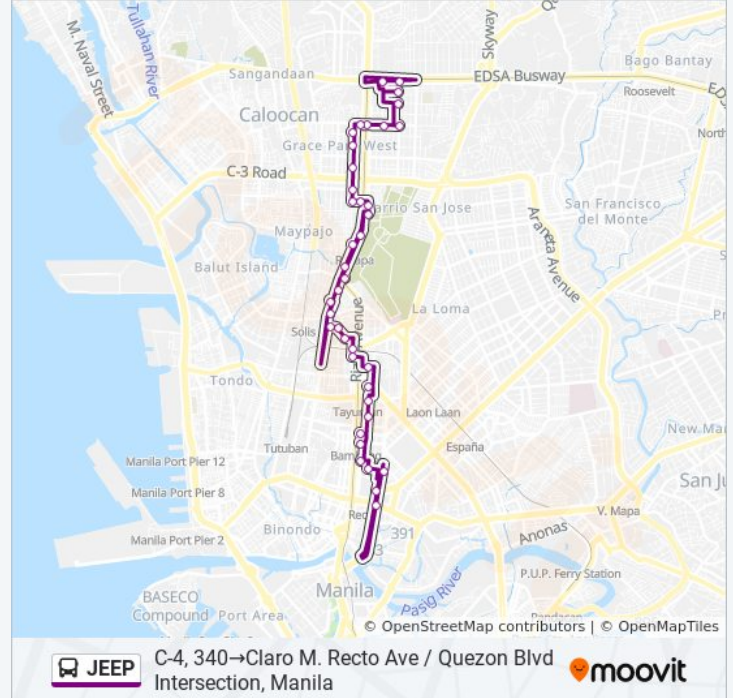 Tullahan River
M. Naval Street
Skyway
Sangandaan
EDSA Busway
Bago Bantay
Roosevelt
Caloocan
North
Grace Park West
C-3 Road
Barrio San Jose
San Francisco
del Monte
Araneta Avenue
Maypajo
Balut Island
La Loma
Solis
Tondo
Laon Laan
España
Tutuban
New Ma
Manila Port Pier 12
San Ju
Manila Port Pier 8
V. Mapa
Binondo
391
Anonas
Manila Port Pier 2
P.U.P. Ferry Station
BASECO
Compound
Port Area
Manila
Pasig River
© OpenStreetMap contributors | © OpenMapTiles
JEEP
C-4, 340→Claro M. Recto Ave / Quezon Blvd
Intersection, Manila
moovit